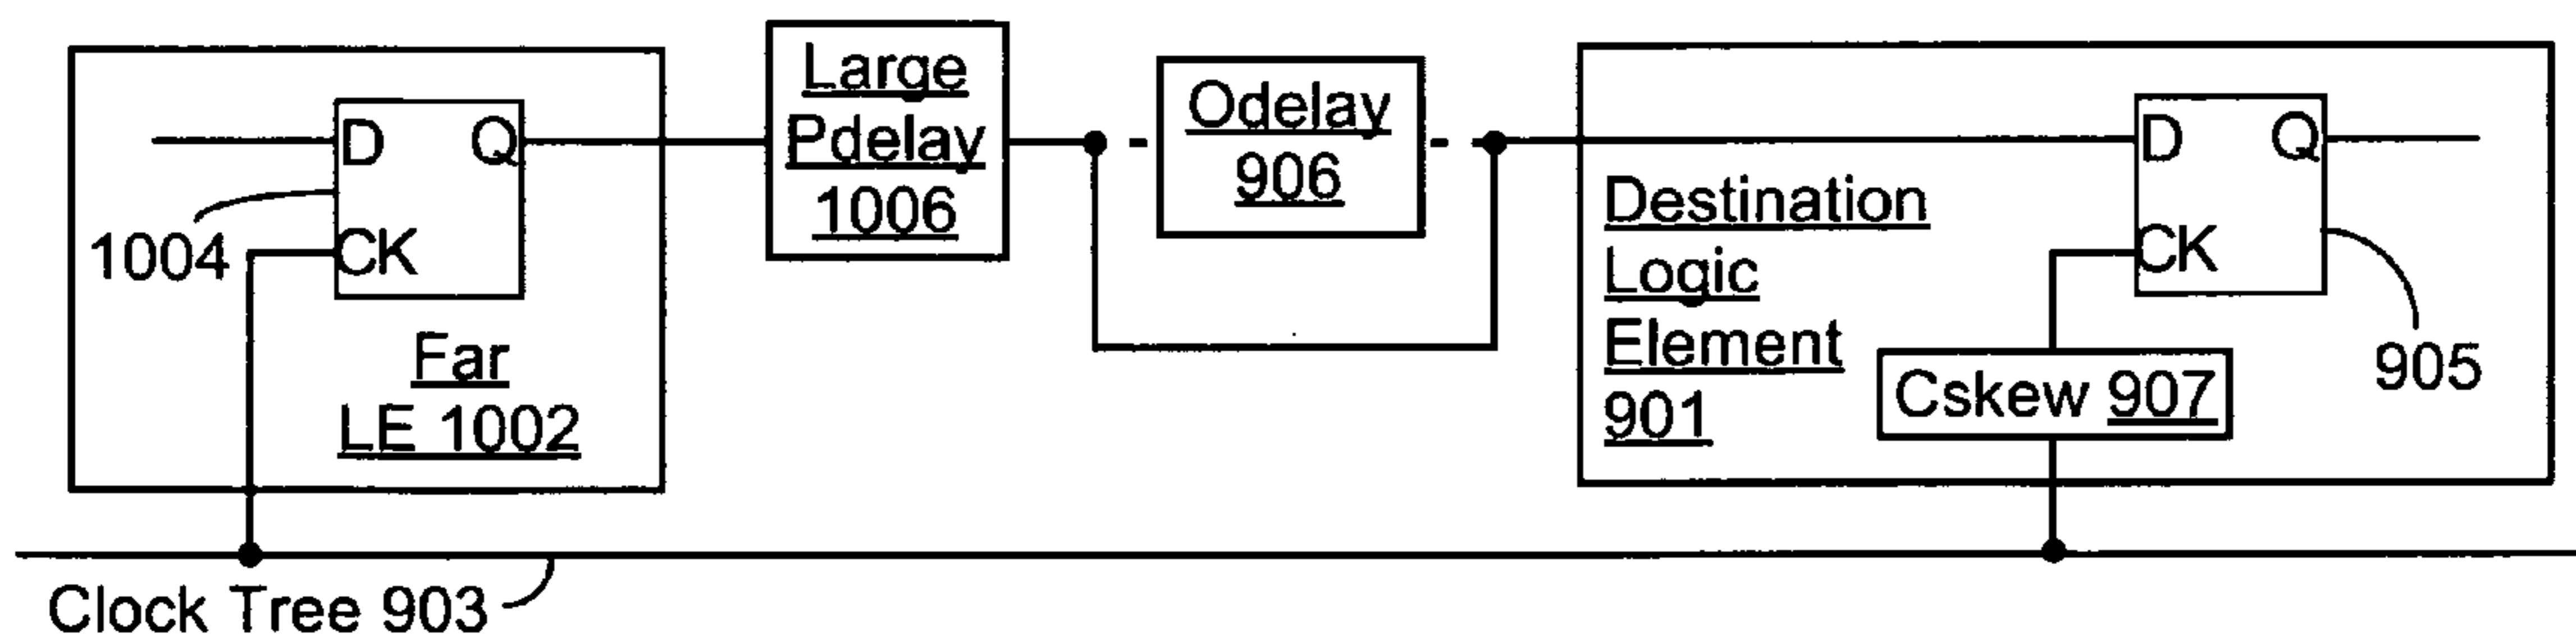 D Q
CK
1004
Far
LE 1002
Large
Pdelay
1006
Odelay
906
Destination
Logic
Element
901
D Q
CK
905
Cskew 907
Clock Tree 903